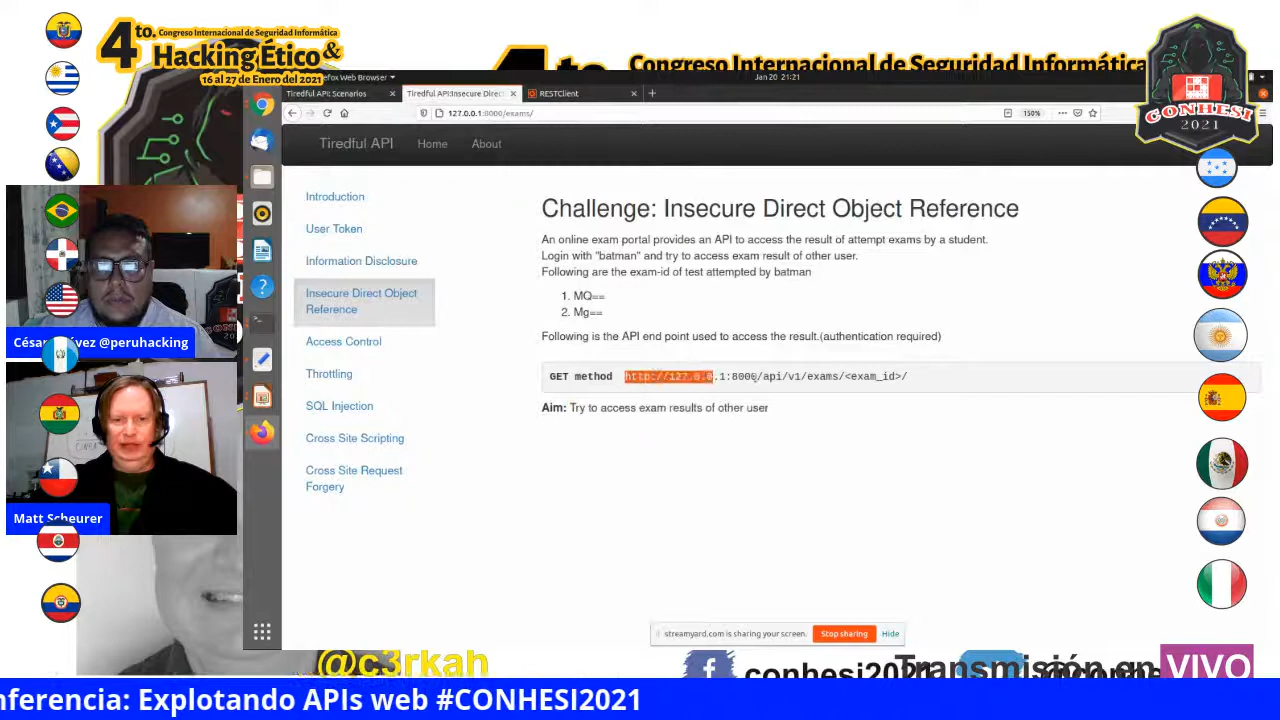 4to.
Congreso Internacional de Seguridad Informática
Hacking Ético &
16 al 27 de Enero del 2021
Congreso Internacional de Seguridad Informática
CONHESI
2021
Firefox Web Browser
Jan 20 21:21
Tiredful API: Scenarios
Tiredful API:Insecure Direct
RESTClient
127.0.0.1:8000/exams/
150%
Tiredful API
Home
About
Introduction
User Token
Information Disclosure
Insecure Direct Object
Reference
Access Control
Throttling
SQL Injection
Cross Site Scripting
Cross Site Request
Forgery
Challenge: Insecure Direct Object Reference
An online exam portal provides an API to access the result of attempt exams by a student.
Login with "batman" and try to access exam result of other user.
Following are the exam-id of test attempted by batman
1. MQ==
2. Mg==
Following is the API end point used to access the result.(authentication required)
GET method http://127.0.0.1:8000/api/v1/exams/<exam_id>/
Aim: Try to access exam results of other user
@peruhacking
Matt Scheurer
streamyard.com is sharing your screen.
Stop sharing
Hide
@c3rkah
conhesi2021
Transmisión en VIVO
nferencia: Explotando APIs web #CONHESI2021